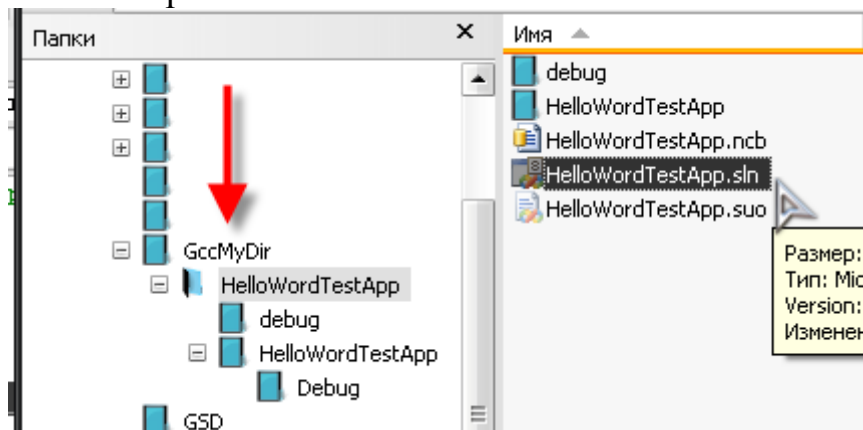 Папки
GccMyDir
HelloWordTestApp
debug
HelloWordTestApp
Debug
GSD
Имя
debug
HelloWordTestApp
HelloWordTestApp.ncb
HelloWordTestApp.sln
HelloWordTestApp.suo
Размер:
Тип: Mic
Version:
Изменен